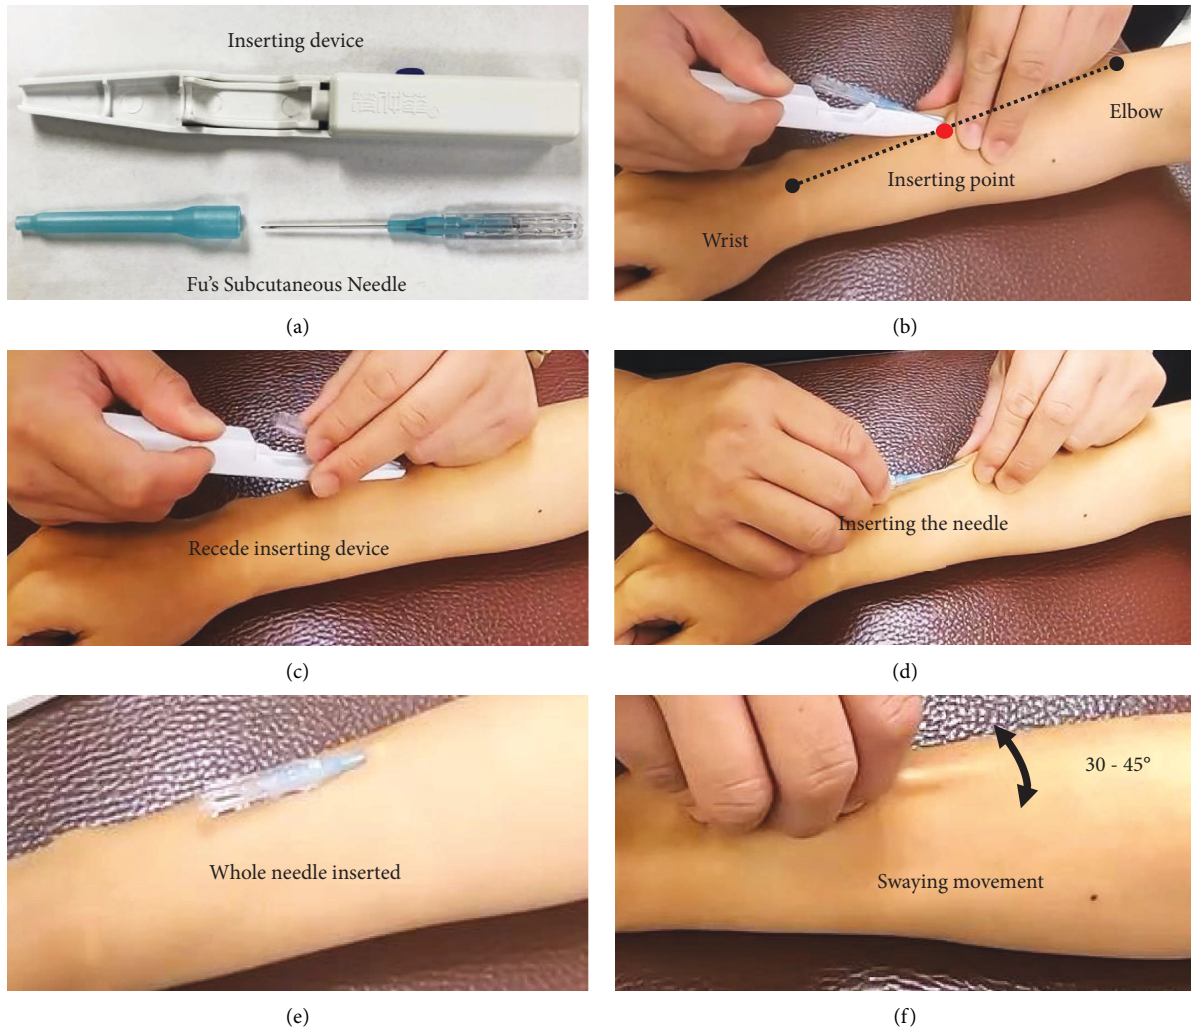 Inserting device
Fu's Subcutaneous Needle
(a)
Elbow
Inserting point
Wrist
(b)
Recede inserting device
(c)
Inserting the needle
(d)
Whole needle inserted
(e)
30 - 45°
Swaying movement
(f)